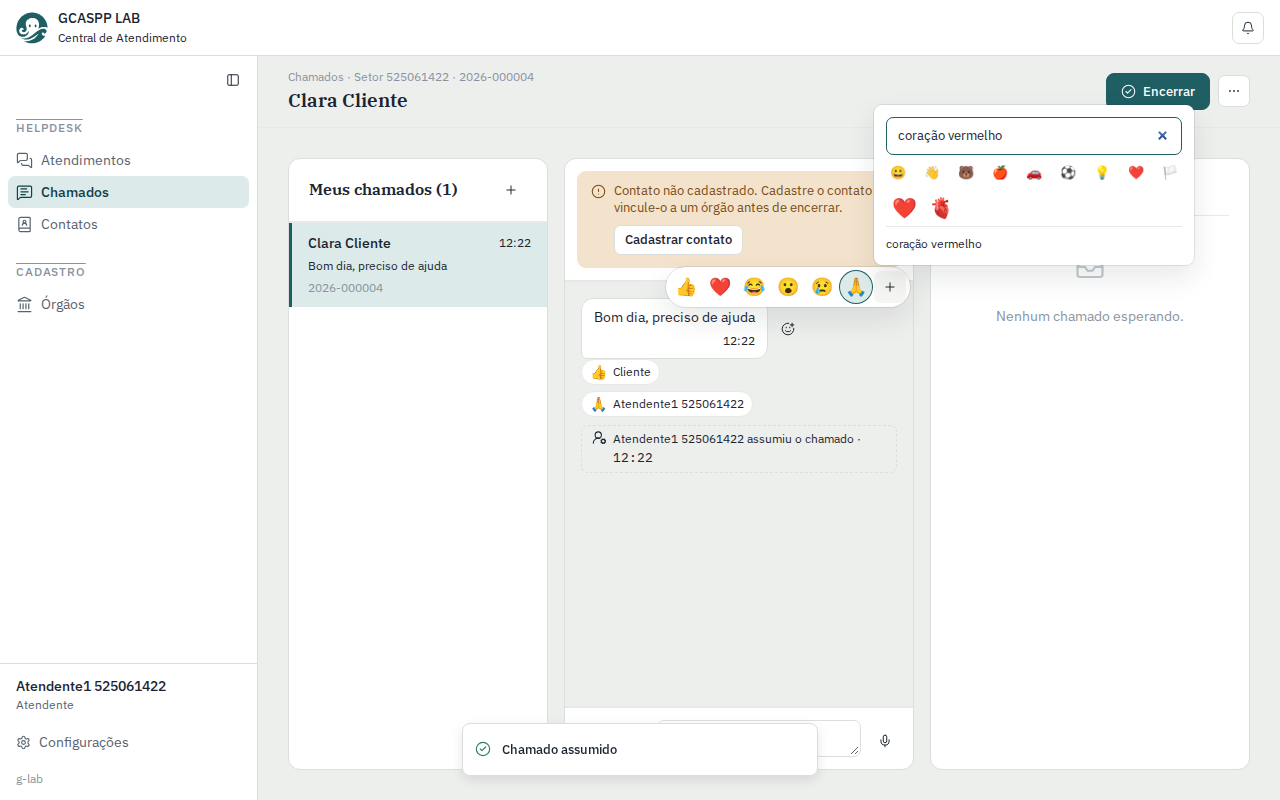 GCASPP LAB
Central de Atendimento
HELPDESK
Atendimentos
Chamados
Contatos
CADASTRO
Órgãos
Atendente1 525061422
Atendente
Configurações
g-lab
Chamados · Setor 525061422 · 2026-000004
Clara Cliente
Encerrar
Meus chamados (1)
Clara Cliente
12:22
Bom dia, preciso de ajuda
2026-000004
Contato não cadastrado. Cadastre o contato
vincule-o a um órgão antes de encerrar.
Cadastrar contato
Bom dia, preciso de ajuda
12:22
Cliente
Atendente1 525061422
Atendente1 525061422 assumiu o chamado ·
12:22
coração vermelho
coração vermelho
Nenhum chamado esperando.
Chamado assumido